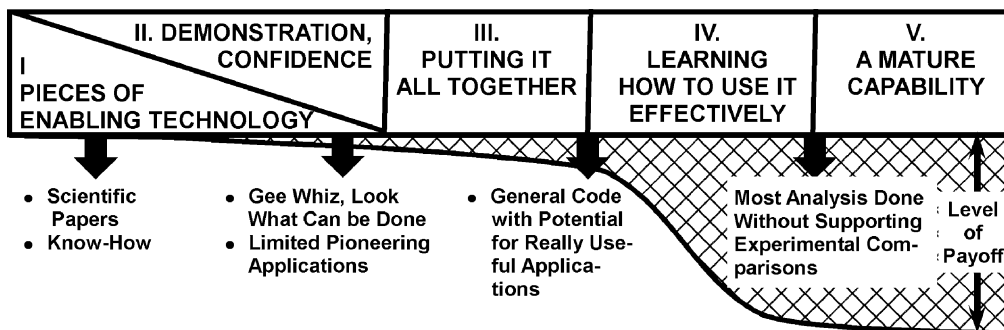 I
PIECES OF
ENABLING TECHNOLOGY
II. DEMONSTRATION,
CONFIDENCE
III.
PUTTING IT
ALL TOGETHER
IV.
LEARNING
HOW TO USE IT
EFFECTIVELY
V.
A MATURE
CAPABILITY
• Scientific
Papers
• Know-How
• Gee Whiz, Look
What Can be Done
• Limited Pioneering
Applications
• General Code
with Potential
for Really Use-
ful Applica-
tions
Most Analysis Done
Without Supporting
Experimental Com-
parisons
Level
of
Payoff